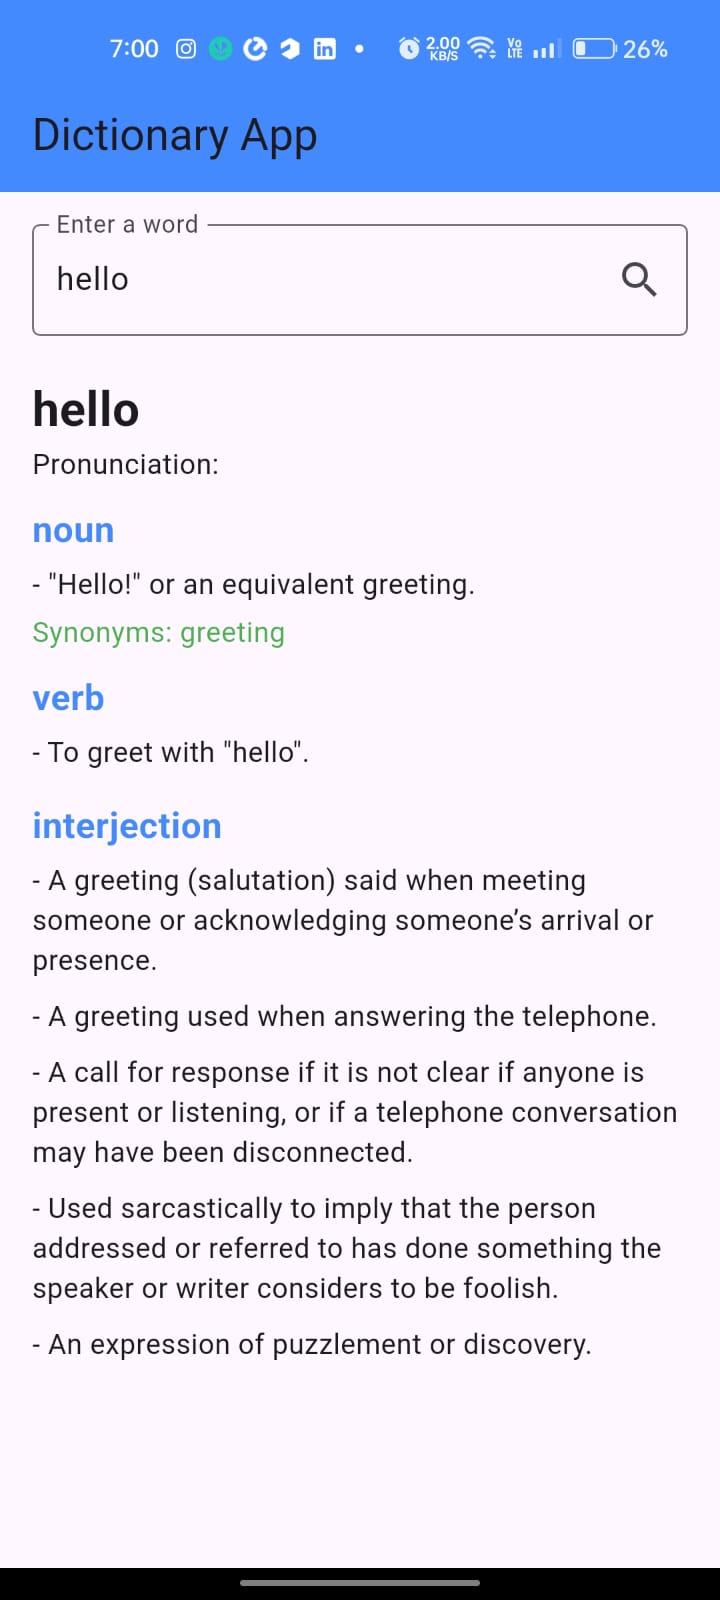 7:00 in 2.00 KB/S Vo LTE 26%
Dictionary App
Enter a word
hello
hello
Pronunciation:
noun
- "Hello!" or an equivalent greeting.
Synonyms: greeting
verb
- To greet with "hello".
interjection
- A greeting (salutation) said when meeting
someone or acknowledging someone’s arrival or
presence.
- A greeting used when answering the telephone.
- A call for response if it is not clear if anyone is
present or listening, or if a telephone conversation
may have been disconnected.
- Used sarcastically to imply that the person
addressed or referred to has done something the
speaker or writer considers to be foolish.
- An expression of puzzlement or discovery.